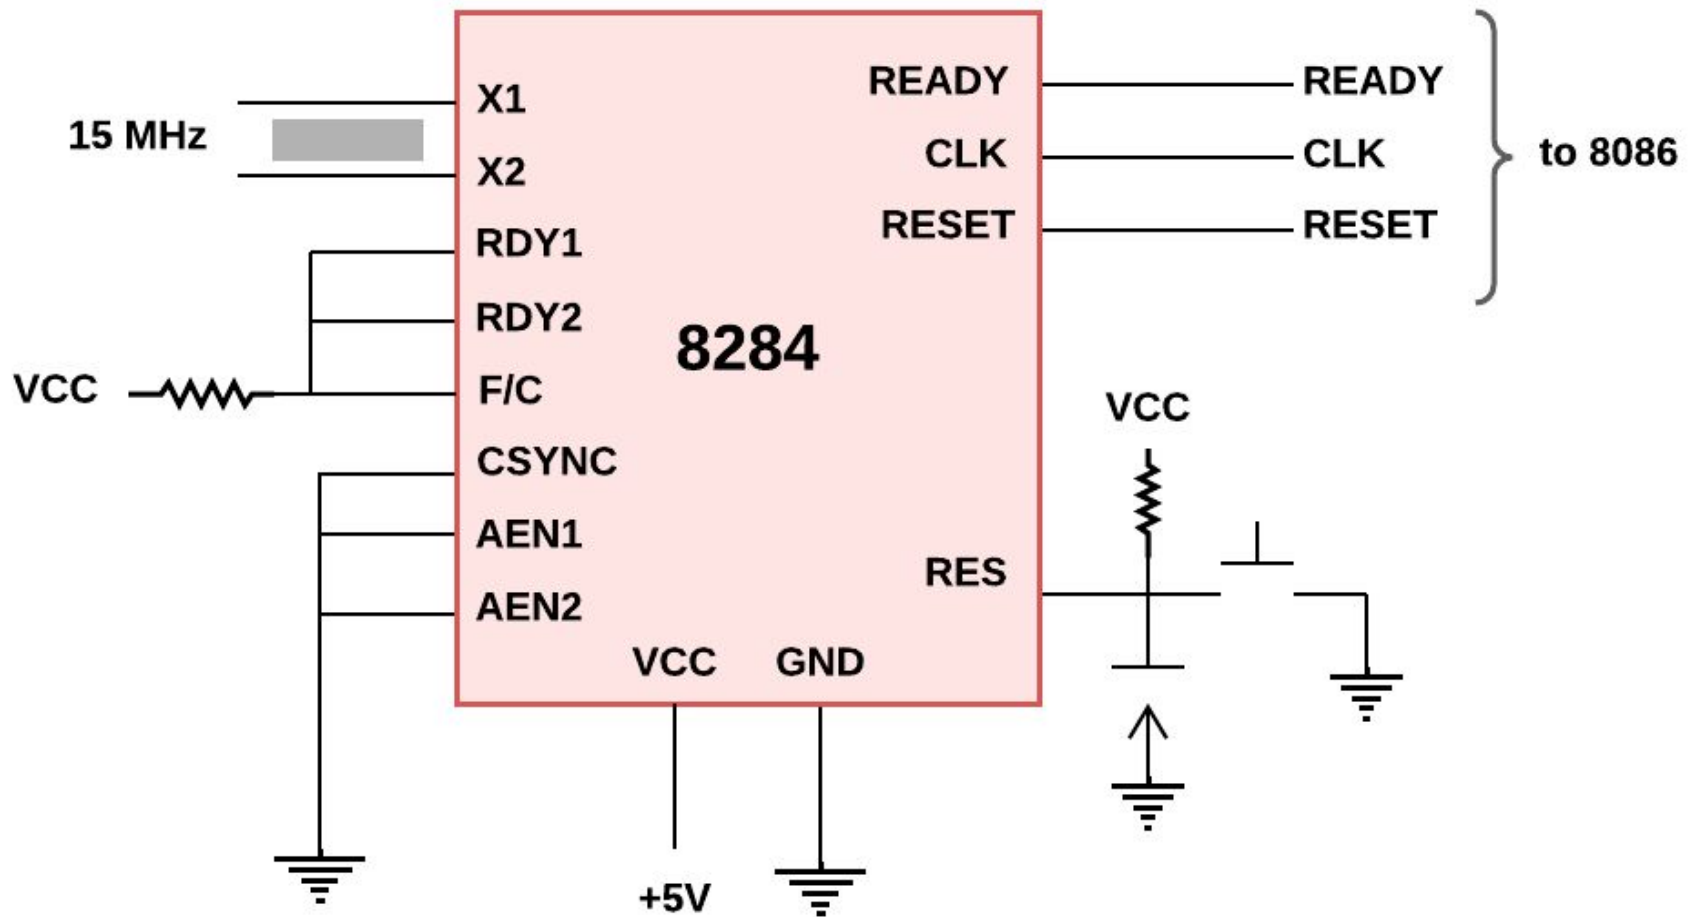 15 MHz
X1
X2
RDY1
RDY2
VCC
F/C
CSYNC
AEN1
AEN2
8284
READY
CLK
RESET
RES
VCC
GND
+5V
READY
CLK
RESET
to 8086
VCC